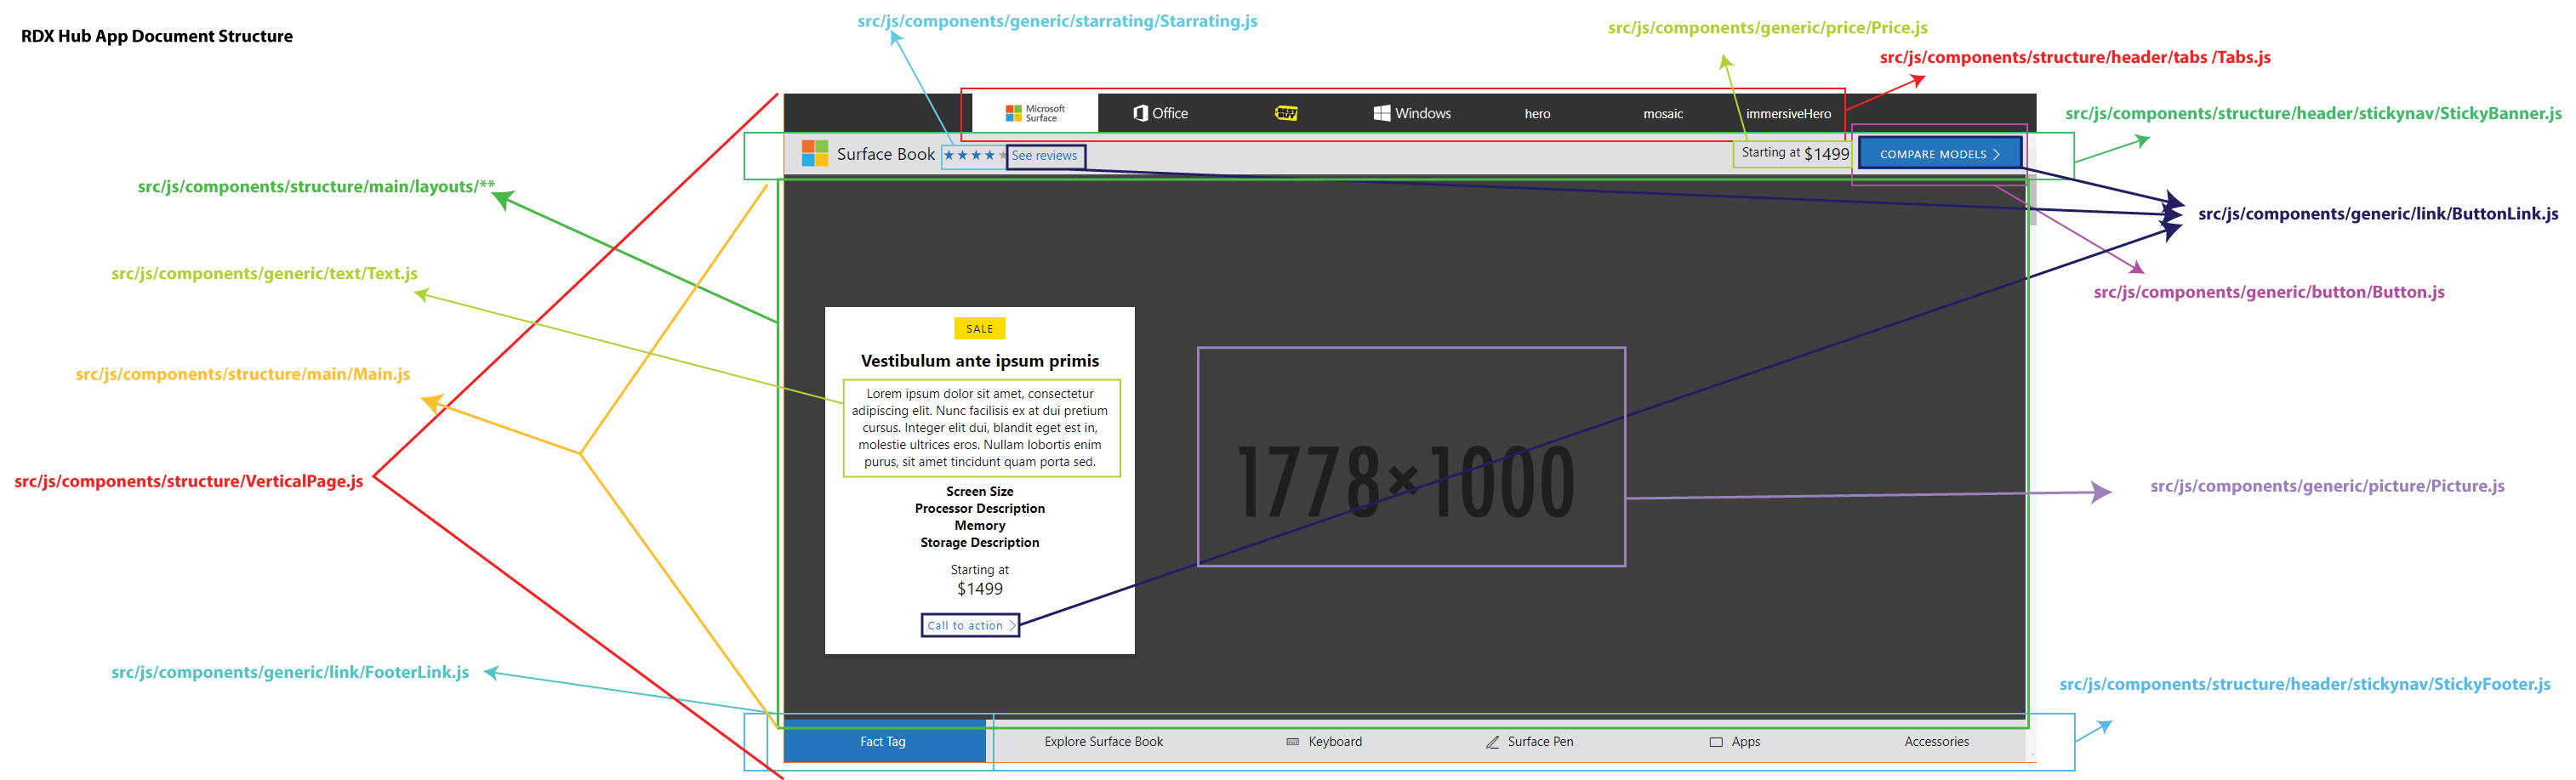 RDX Hub App Document Structure
src/js/components/generic/starrating/Starrating.js
src/js/components/generic/price/Price.js
src/js/components/structure/header/tabs /Tabs.js
src/js/components/structure/header/stickynav/StickyBanner.js
Microsoft
Surface
Office
BEST BUY
Windows
hero
mosaic
immersiveHero
Surface Book
See reviews
Starting at $1499
COMPARE MODELS
src/js/components/structure/main/layouts/**
src/js/components/generic/link/ButtonLink.js
src/js/components/generic/text/Text.js
src/js/components/generic/button/Button.js
src/js/components/structure/main/Main.js
src/js/components/structure/VerticalPage.js
SALE
Vestibulum ante ipsum primis
Lorem ipsum dolor sit amet, consectetur
adipiscing elit. Nunc facilisis ex at dui pretium
cursus. Integer elit dui, blandit eget est in,
molestie ultrices eros. Nullam lobortis enim
purus, sit amet tincidunt quam porta sed.
Screen Size
Processor Description
Memory
Storage Description
Starting at
$1499
Call to action
1778×1000
src/js/components/generic/picture/Picture.js
src/js/components/generic/link/FooterLink.js
src/js/components/structure/header/stickynav/StickyFooter.js
Fact Tag
Explore Surface Book
Keyboard
Surface Pen
Apps
Accessories